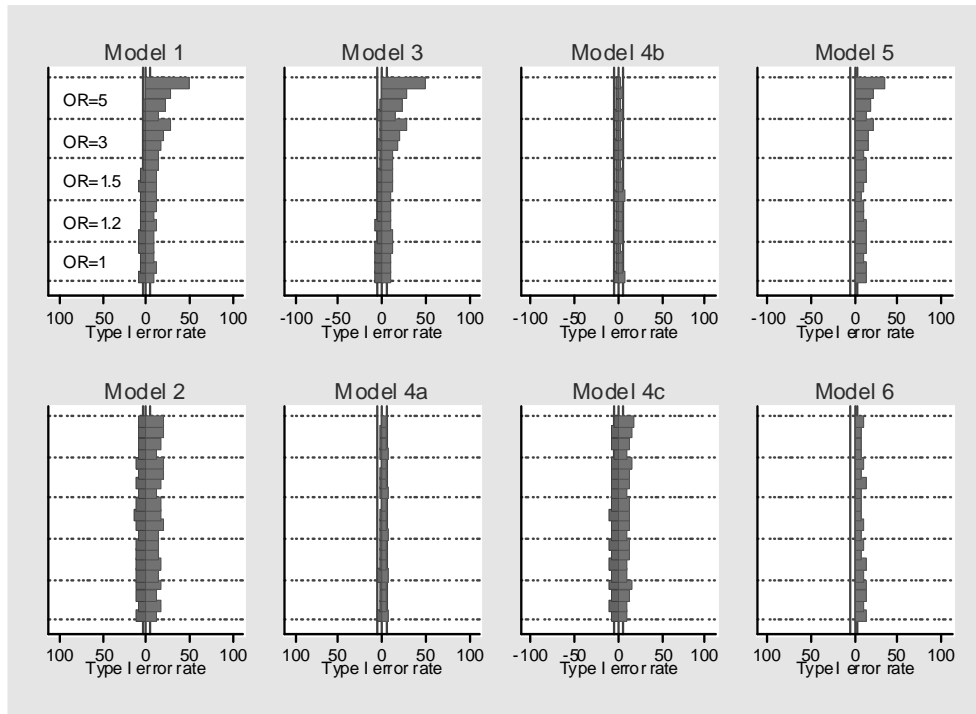 Model 1 Model 3 4b Model 5
OR=5
OR=3
OR=1.5
OR=1.2
OR=1
100 50 0 50 100 -100 -50 0 50 100 -100 -50 0 50 100 100 50 0 50 100
Type I error rate Type I error rate Type I error rate Type I error rate
Model 2 Model 4a Model 4c Model 6
100 50 0 50 100 100 50 0 50 100 -100 -50 0 50 100 100 50 0 50 100
Type I error rate Type I error rate Type I error rate Type I error rate